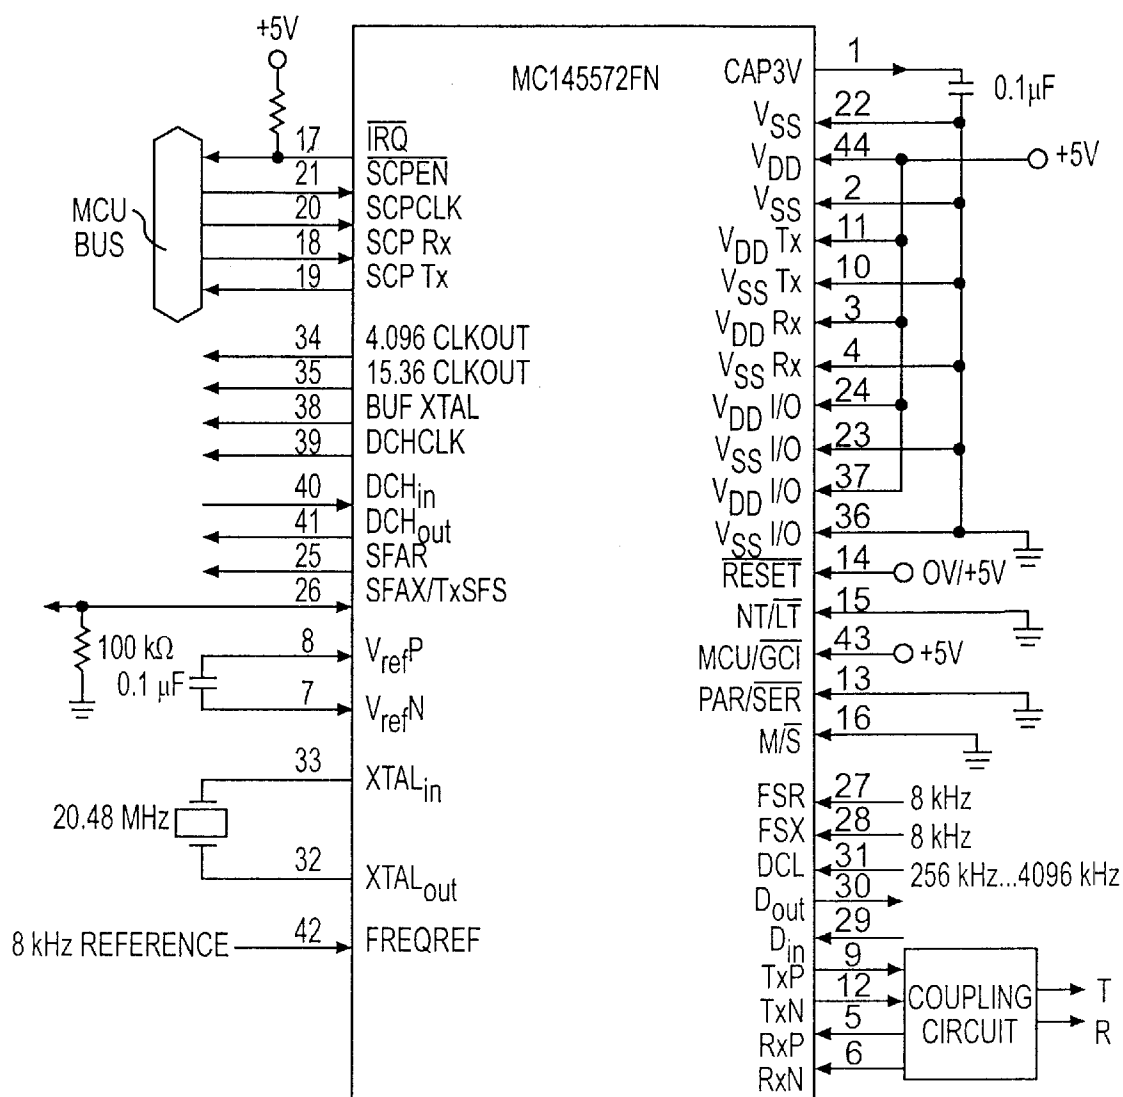 +5V
MC145572FN
MCU
BUS
17 IRQ
21 SCPEN
20 SCPCLK
18 SCP Rx
19 SCP Tx
34 4.096 CLKOUT
35 15.36 CLKOUT
38 BUF XTAL
39 DCHCLK
40 DCHin
41 DCHout
25 SFAR
26 SFAX/TxSFS
100 kΩ
8 VrefP
0.1 μF
7 VrefN
33 XTALin
20.48 MHz
32 XTALout
8 kHz REFERENCE 42 FREQREF
CAP3V 1
0.1μF
VSS 22
VDD 44 +5V
VSS 2
VDD Tx 11
VSS Tx 10
VDD Rx 3
VSS Rx 4
VDD I/O 24
VSS I/O 23
VDD I/O 37
VSS I/O 36
RESET 14 OV/+5V
NT/LT 15
MCU/GCI 43 +5V
PAR/SER 13
M/S 16
FSR 27 8 kHz
FSX 28 8 kHz
DCL 31 256 kHz...4096 kHz
Dout 30
Din 29
TxP 9
TxN 12
RxP 5
RxN 6
COUPLING
CIRCUIT
T
R